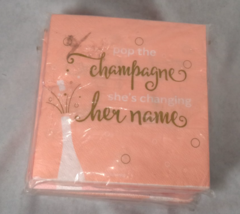 pop the
Champagne
she's changing
her name